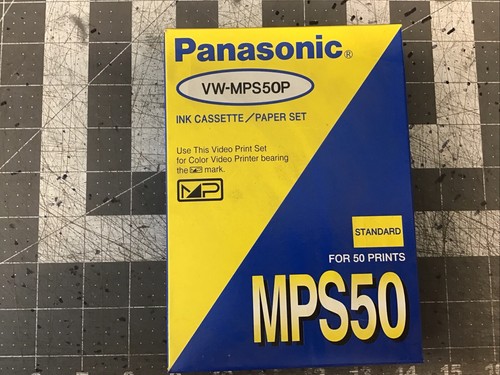 Panasonic®
VW-MPS50P
INK CASSETTE/PAPER SET
Use This Video Print Set
for Color Video Printer bearing
the MP mark.
MP
STANDARD
FOR 50 PRINTS
MPS50